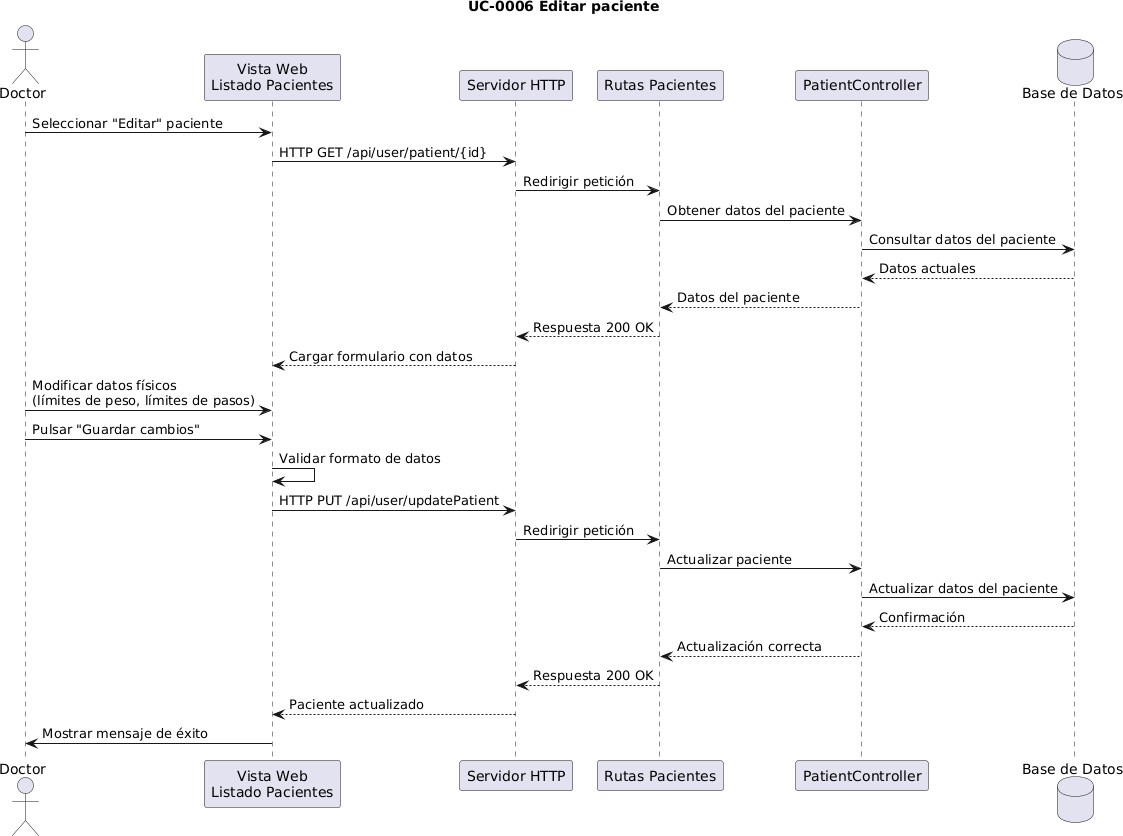 UC-0006 Editar paciente
Doctor
Vista Web
Listado Pacientes
Servidor HTTP
Rutas Pacientes
PatientController
Base de Datos
Seleccionar "Editar" paciente
HTTP GET /api/user/patient/{id}
Redirigir petición
Obtener datos del paciente
Consultar datos del paciente
Datos actuales
Datos del paciente
Respuesta 200 OK
Cargar formulario con datos
Modificar datos físicos
(límites de peso, límites de pasos)
Pulsar "Guardar cambios"
Validar formato de datos
HTTP PUT /api/user/updatePatient
Redirigir petición
Actualizar paciente
Actualizar datos del paciente
Confirmación
Actualización correcta
Respuesta 200 OK
Paciente actualizado
Mostrar mensaje de éxito
Doctor
Vista Web
Listado Pacientes
Servidor HTTP
Rutas Pacientes
PatientController
Base de Datos